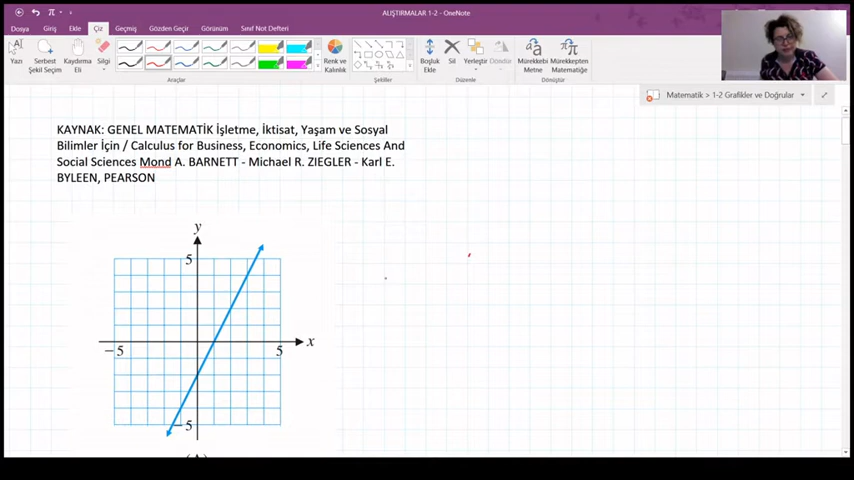 ALIŞTIRMALAR 1-2 - OneNote
Dosya Giriş Ekle Çiz Geçmiş Gözden Geçir Görünüm Sınıf Not Defteri
Yazı Serbest Şekil Seçim Kaydırma Eli Silgi Renk ve Kalınlık Boşluk Ekle Sil Yerleştir Döndür Mürekkebi Metne Mürekkepten Matematiğe
Araçlar Şekiller Düzenle Dönüştür
Matematik > 1-2 Grafikler ve Doğrular
KAYNAK: GENEL MATEMATİK İşletme, İktisat, Yaşam ve Sosyal
Bilimler İçin / Calculus for Business, Economics, Life Sciences And
Social Sciences Mond A. BARNETT - Michael R. ZIEGLER - Karl E.
BYLEEN, PEARSON
y
5
x
-5 5
-5